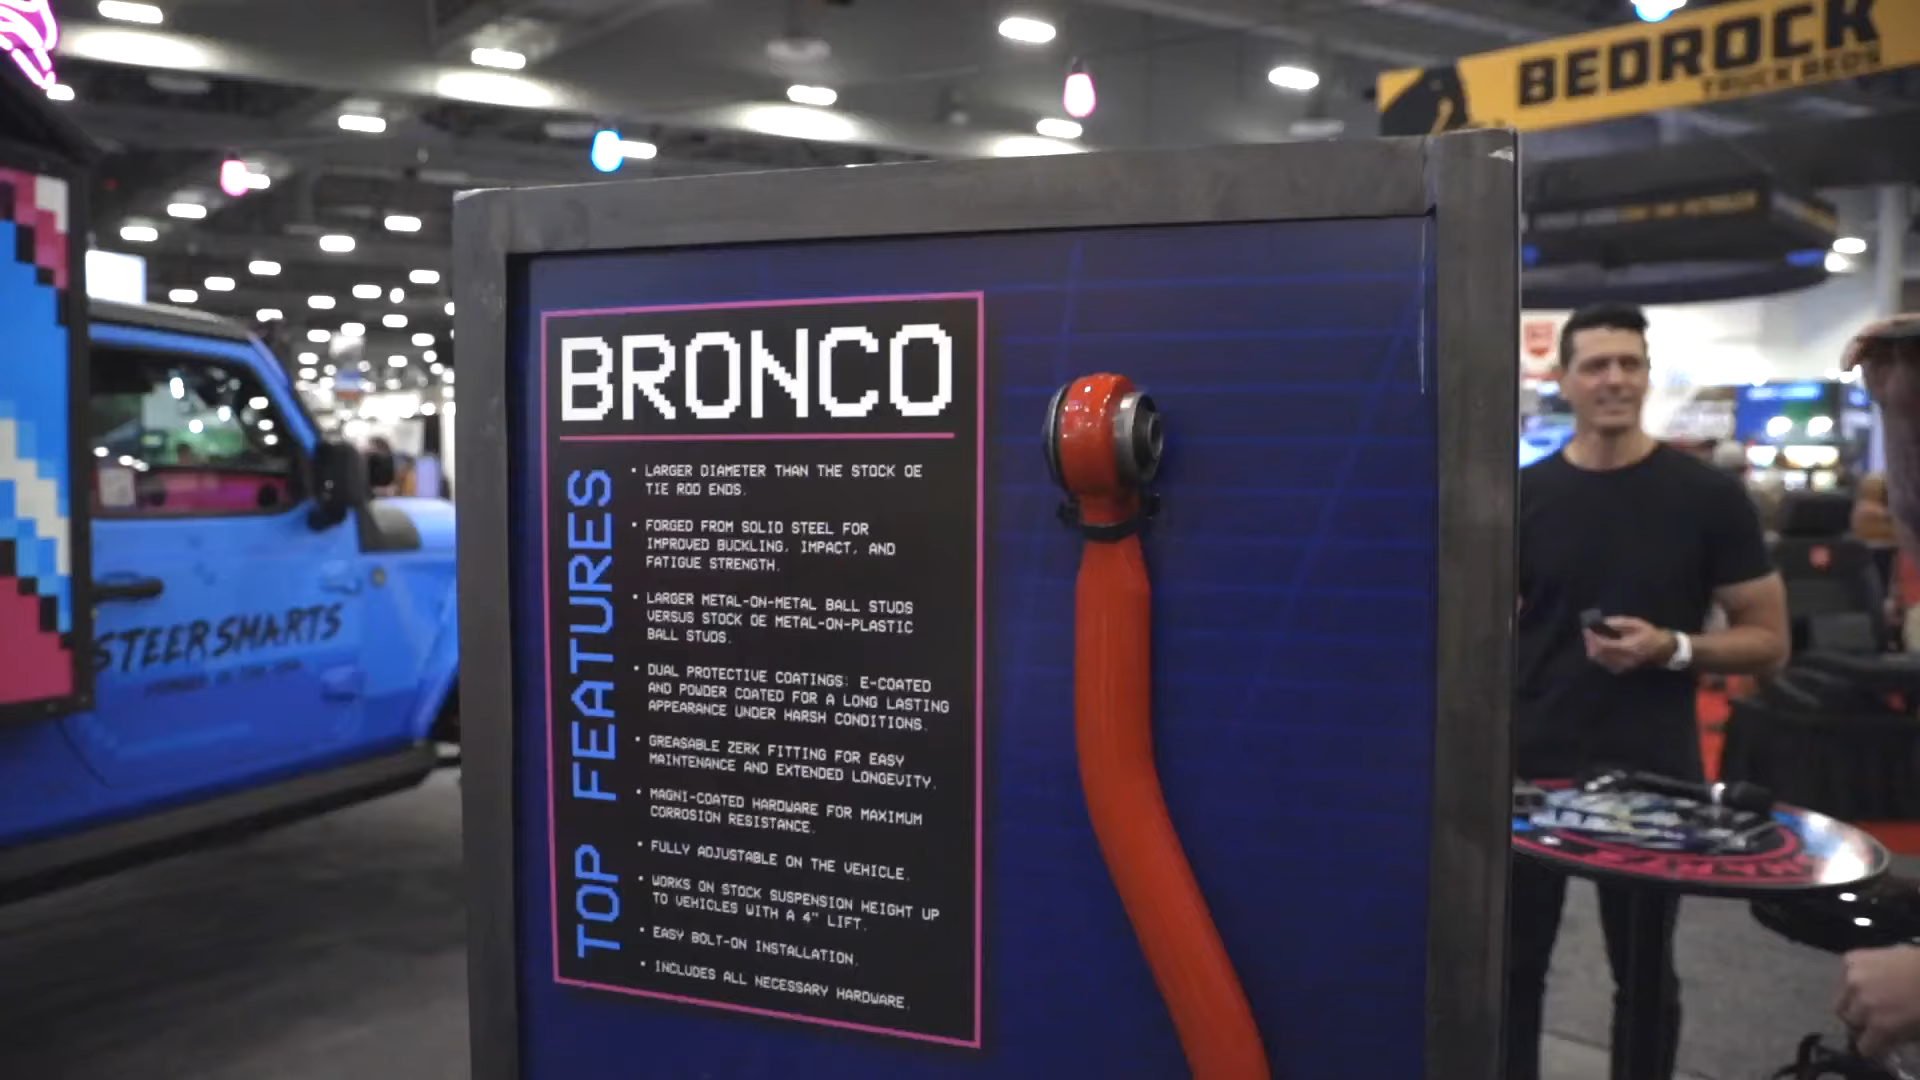 BEDROCK
TRUCK BEDS
BRONCO
TOP FEATURES
• LARGER DIAMETER THAN THE STOCK OE
TIE ROD ENDS.
• FORGED FROM SOLID STEEL FOR
IMPROVED BUCKLING, IMPACT, AND
FATIGUE STRENGTH.
• LARGER METAL-ON-METAL BALL STUDS
VERSUS STOCK OE METAL-ON-PLASTIC
BALL STUDS.
• DUAL PROTECTIVE COATINGS: E-COATED
AND POWDER COATED FOR A LONG LASTING
APPEARANCE UNDER HARSH CONDITIONS.
• GREASABLE ZERK FITTING FOR EASY
MAINTENANCE AND EXTENDED LONGEVITY.
• MAGNI-COATED HARDWARE FOR MAXIMUM
CORROSION RESISTANCE.
• FULLY ADJUSTABLE ON THE VEHICLE.
• WORKS ON STOCK SUSPENSION HEIGHT UP
TO VEHICLES WITH A 4" LIFT.
• EASY BOLT-ON INSTALLATION.
• INCLUDES ALL NECESSARY HARDWARE.
STEERSMARTS